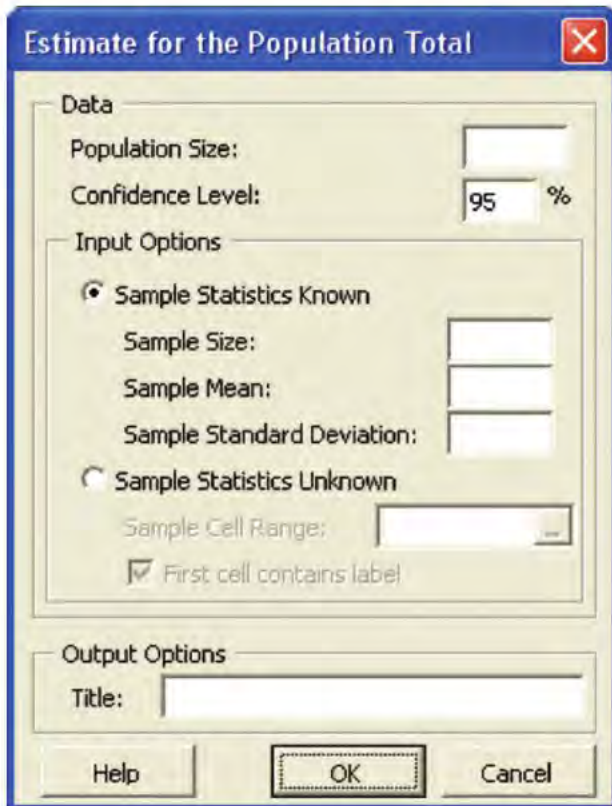 Estimate for the Population Total
Data
Population Size:
Confidence Level: 95 %
Input Options
Sample Statistics Known
Sample Size:
Sample Mean:
Sample Standard Deviation:
Sample Statistics Unknown
Sample Cell Range: ...
First cell contains label
Output Options
Title:
Help OK Cancel